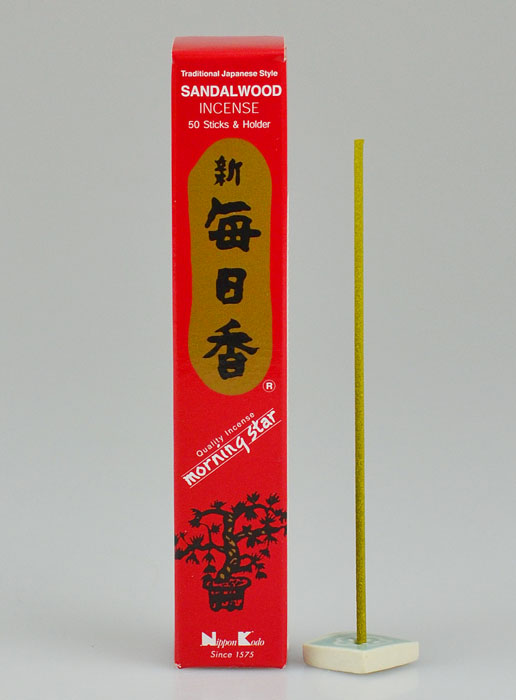 Traditional Japanese Style
SANDALWOOD
INCENSE
50 Sticks & Holder
新
毎
日
香
®
Quality Incense
morning star
Nippon Kodo
Since 1575